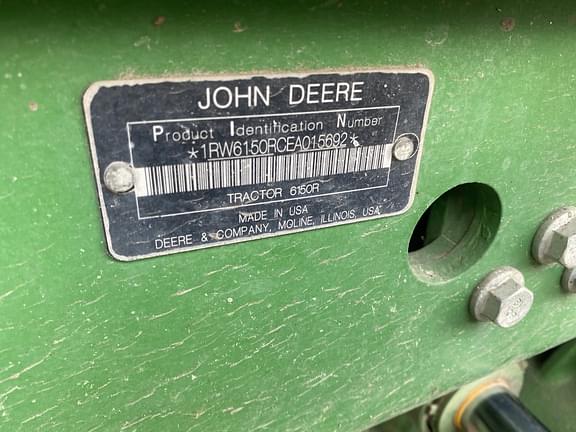 JOHN DEERE
Product Identification Number
*1RW6150RCEA015692*
TRACTOR 6150R
MADE IN USA
DEERE & COMPANY, MOLINE, ILLINOIS, USA